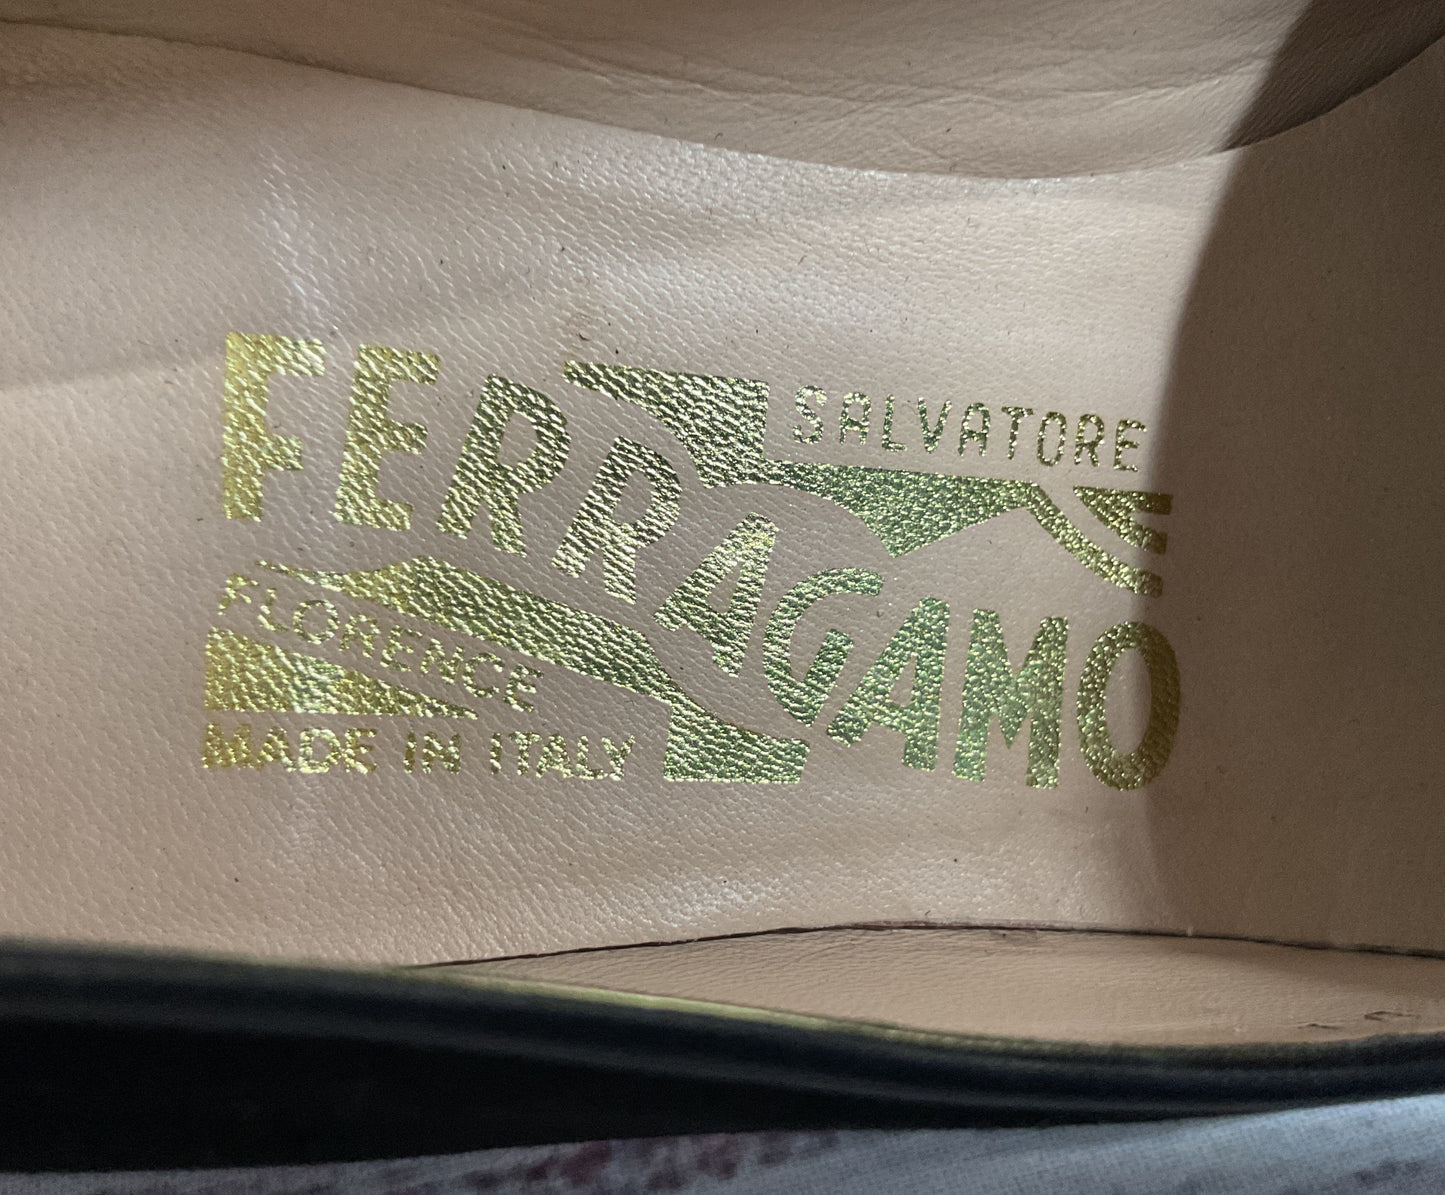 SALVATORE
FERRAGAMO
FLORENCE
MADE IN ITALY